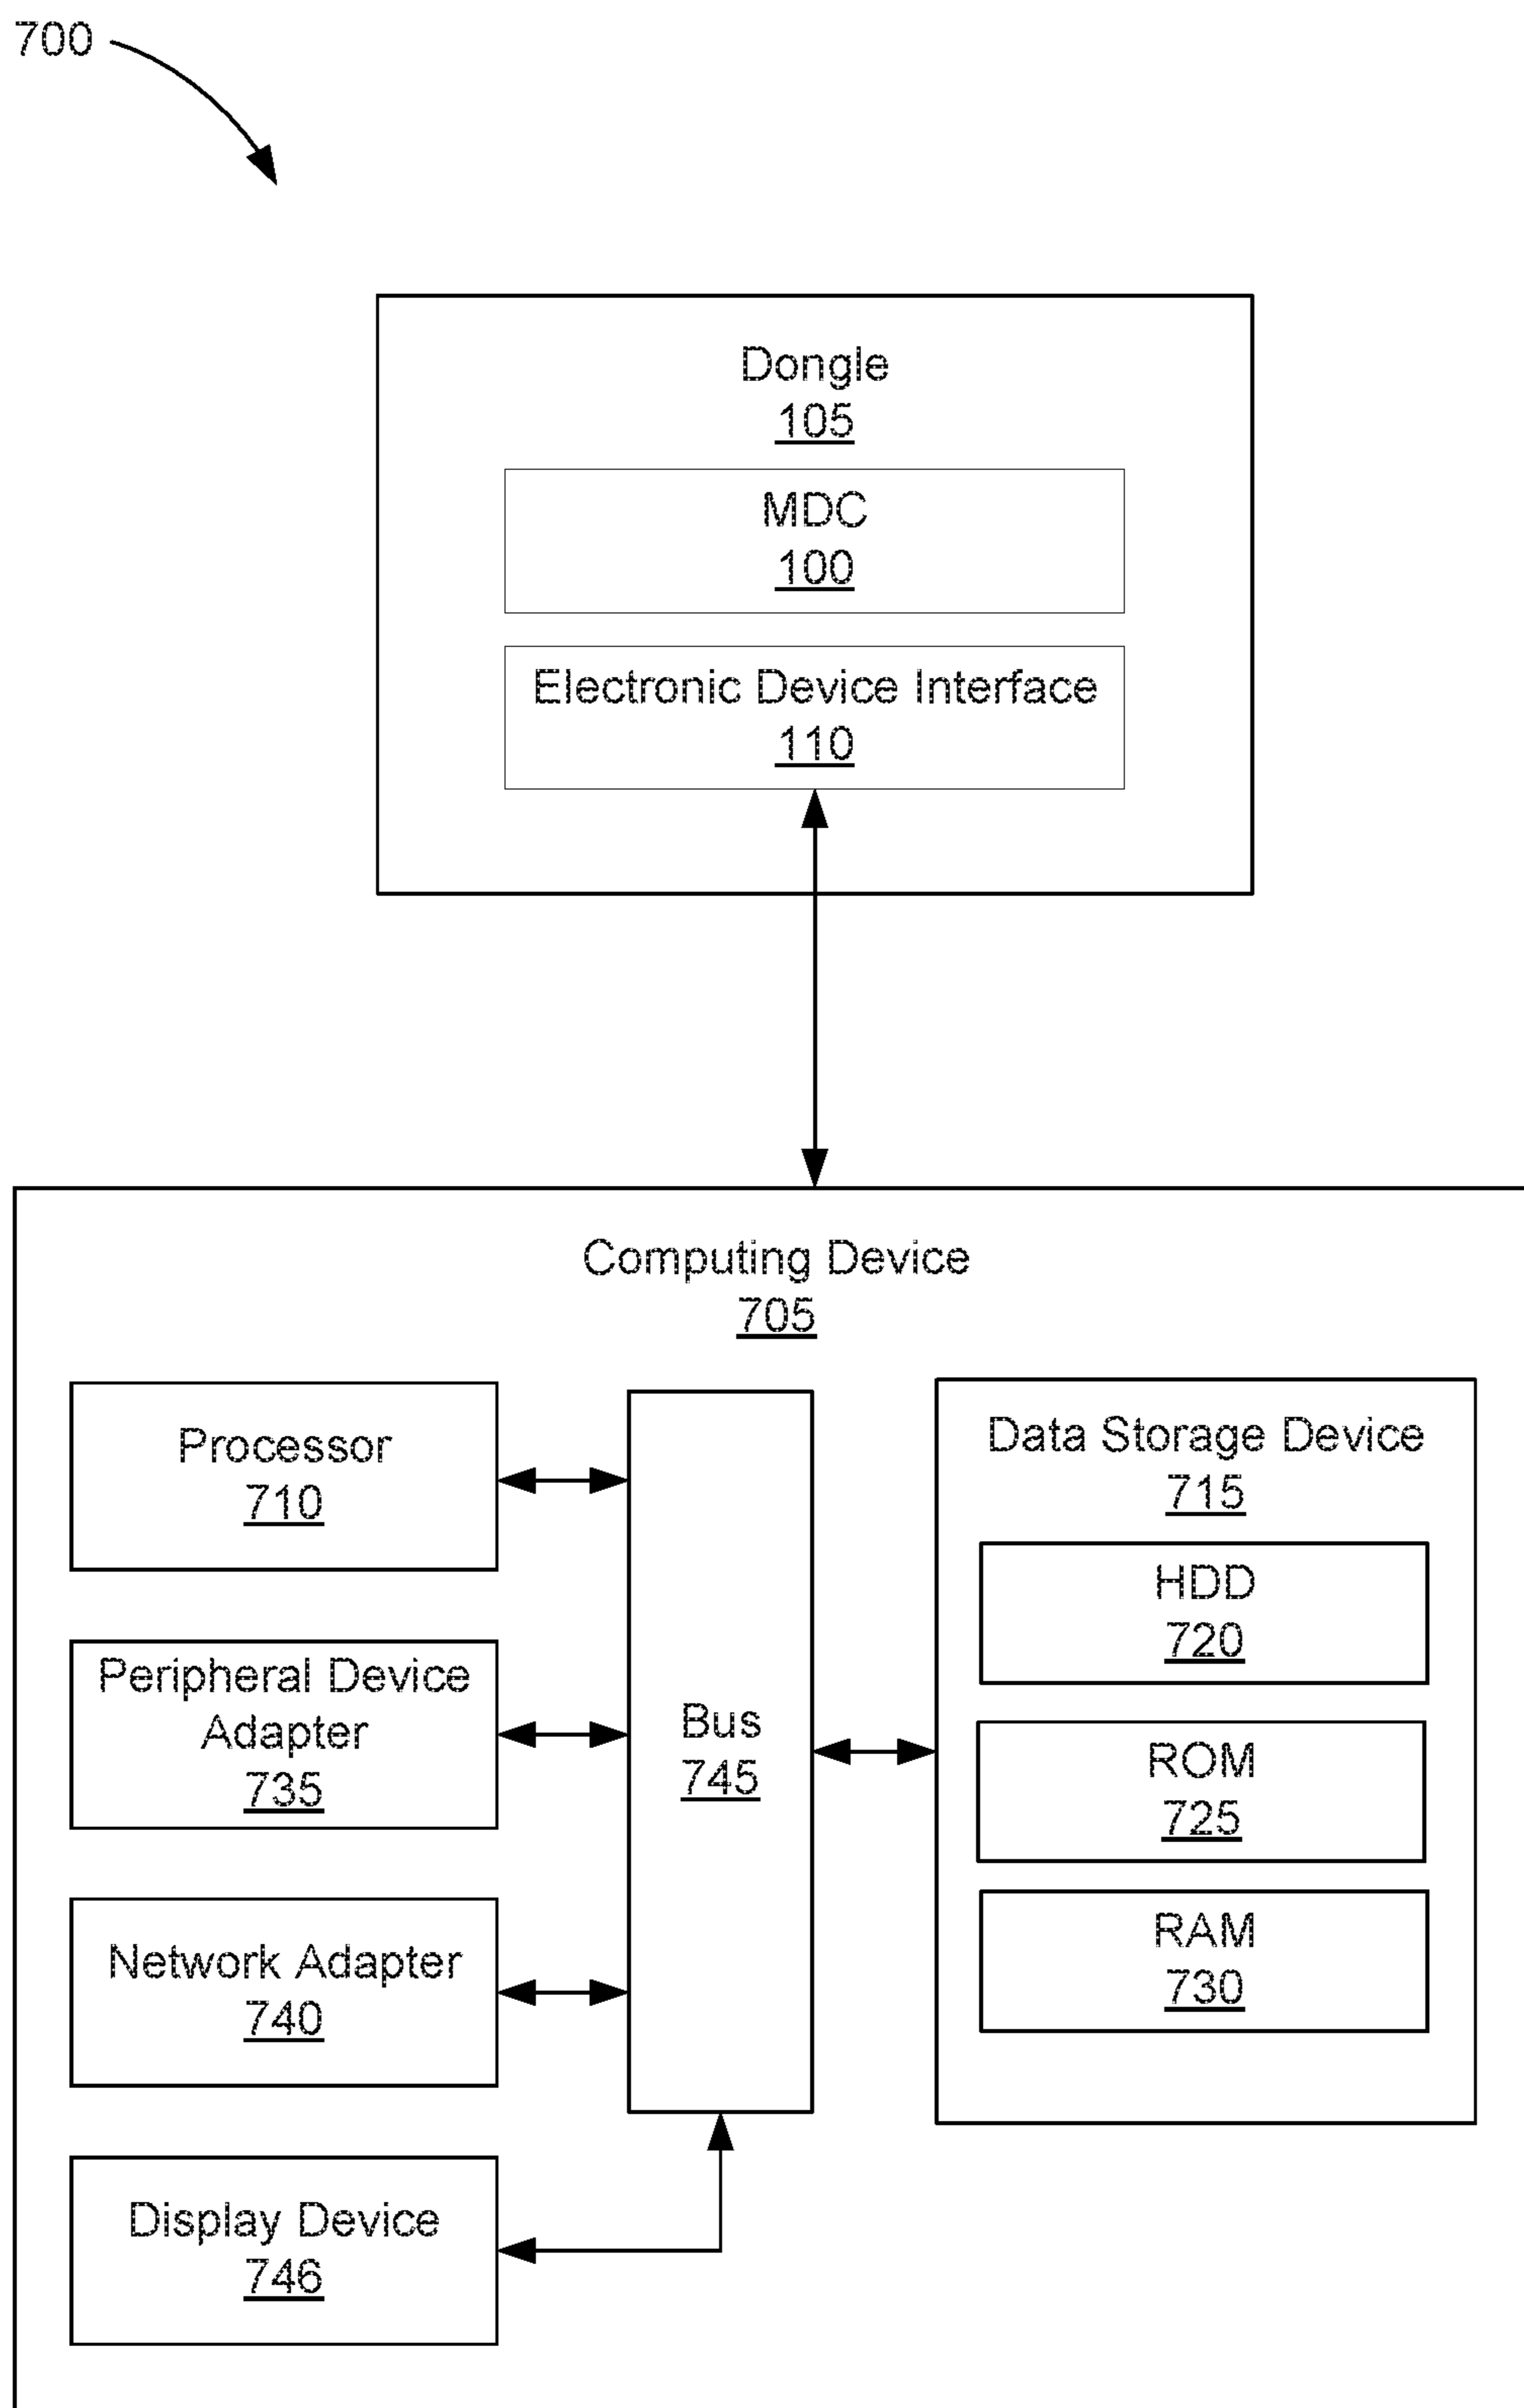 700
Dongle
105
MDC
100
Electronic Device Interface
110
Computing Device
705
Processor
710
Peripheral Device
Adapter
735
Network Adapter
740
Display Device
746
Bus
745
Data Storage Device
715
HDD
720
ROM
725
RAM
730